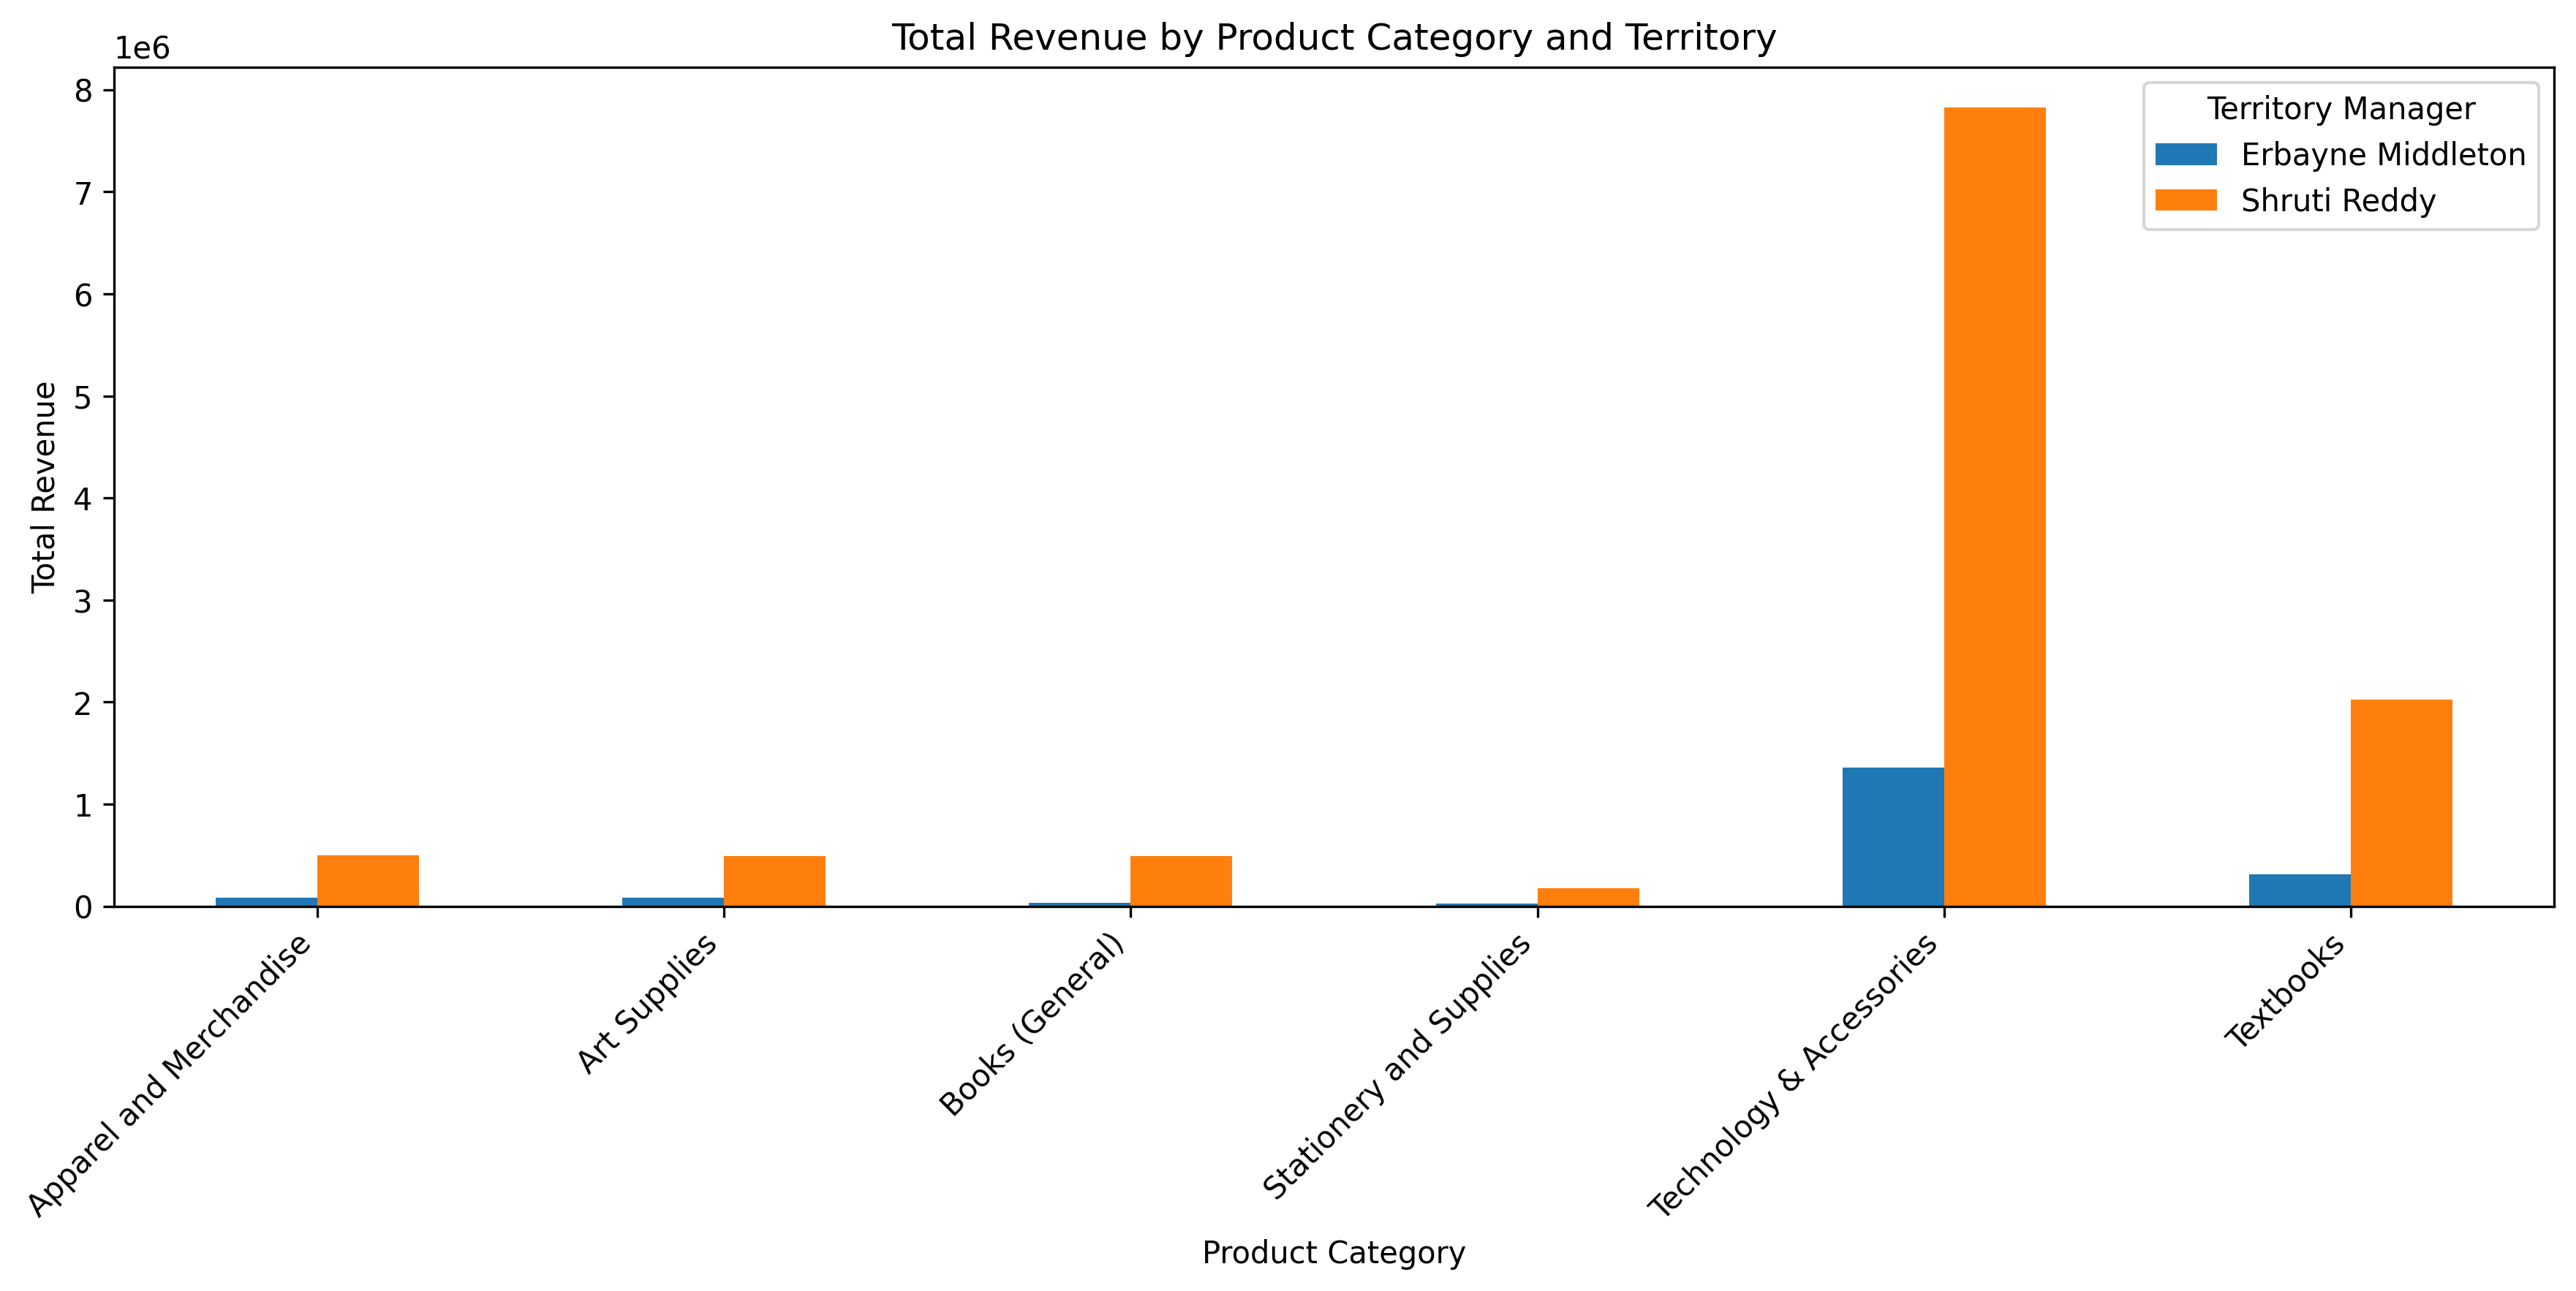 Total Revenue by Product Category and Territory
1e6
8
7
6
5
4
3
2
1
0
Total Revenue
Territory Manager
Erbayne Middleton
Shruti Reddy
Apparel and Merchandise
Art Supplies
Books (General)
Stationery and Supplies
Technology & Accessories
Textbooks
Product Category